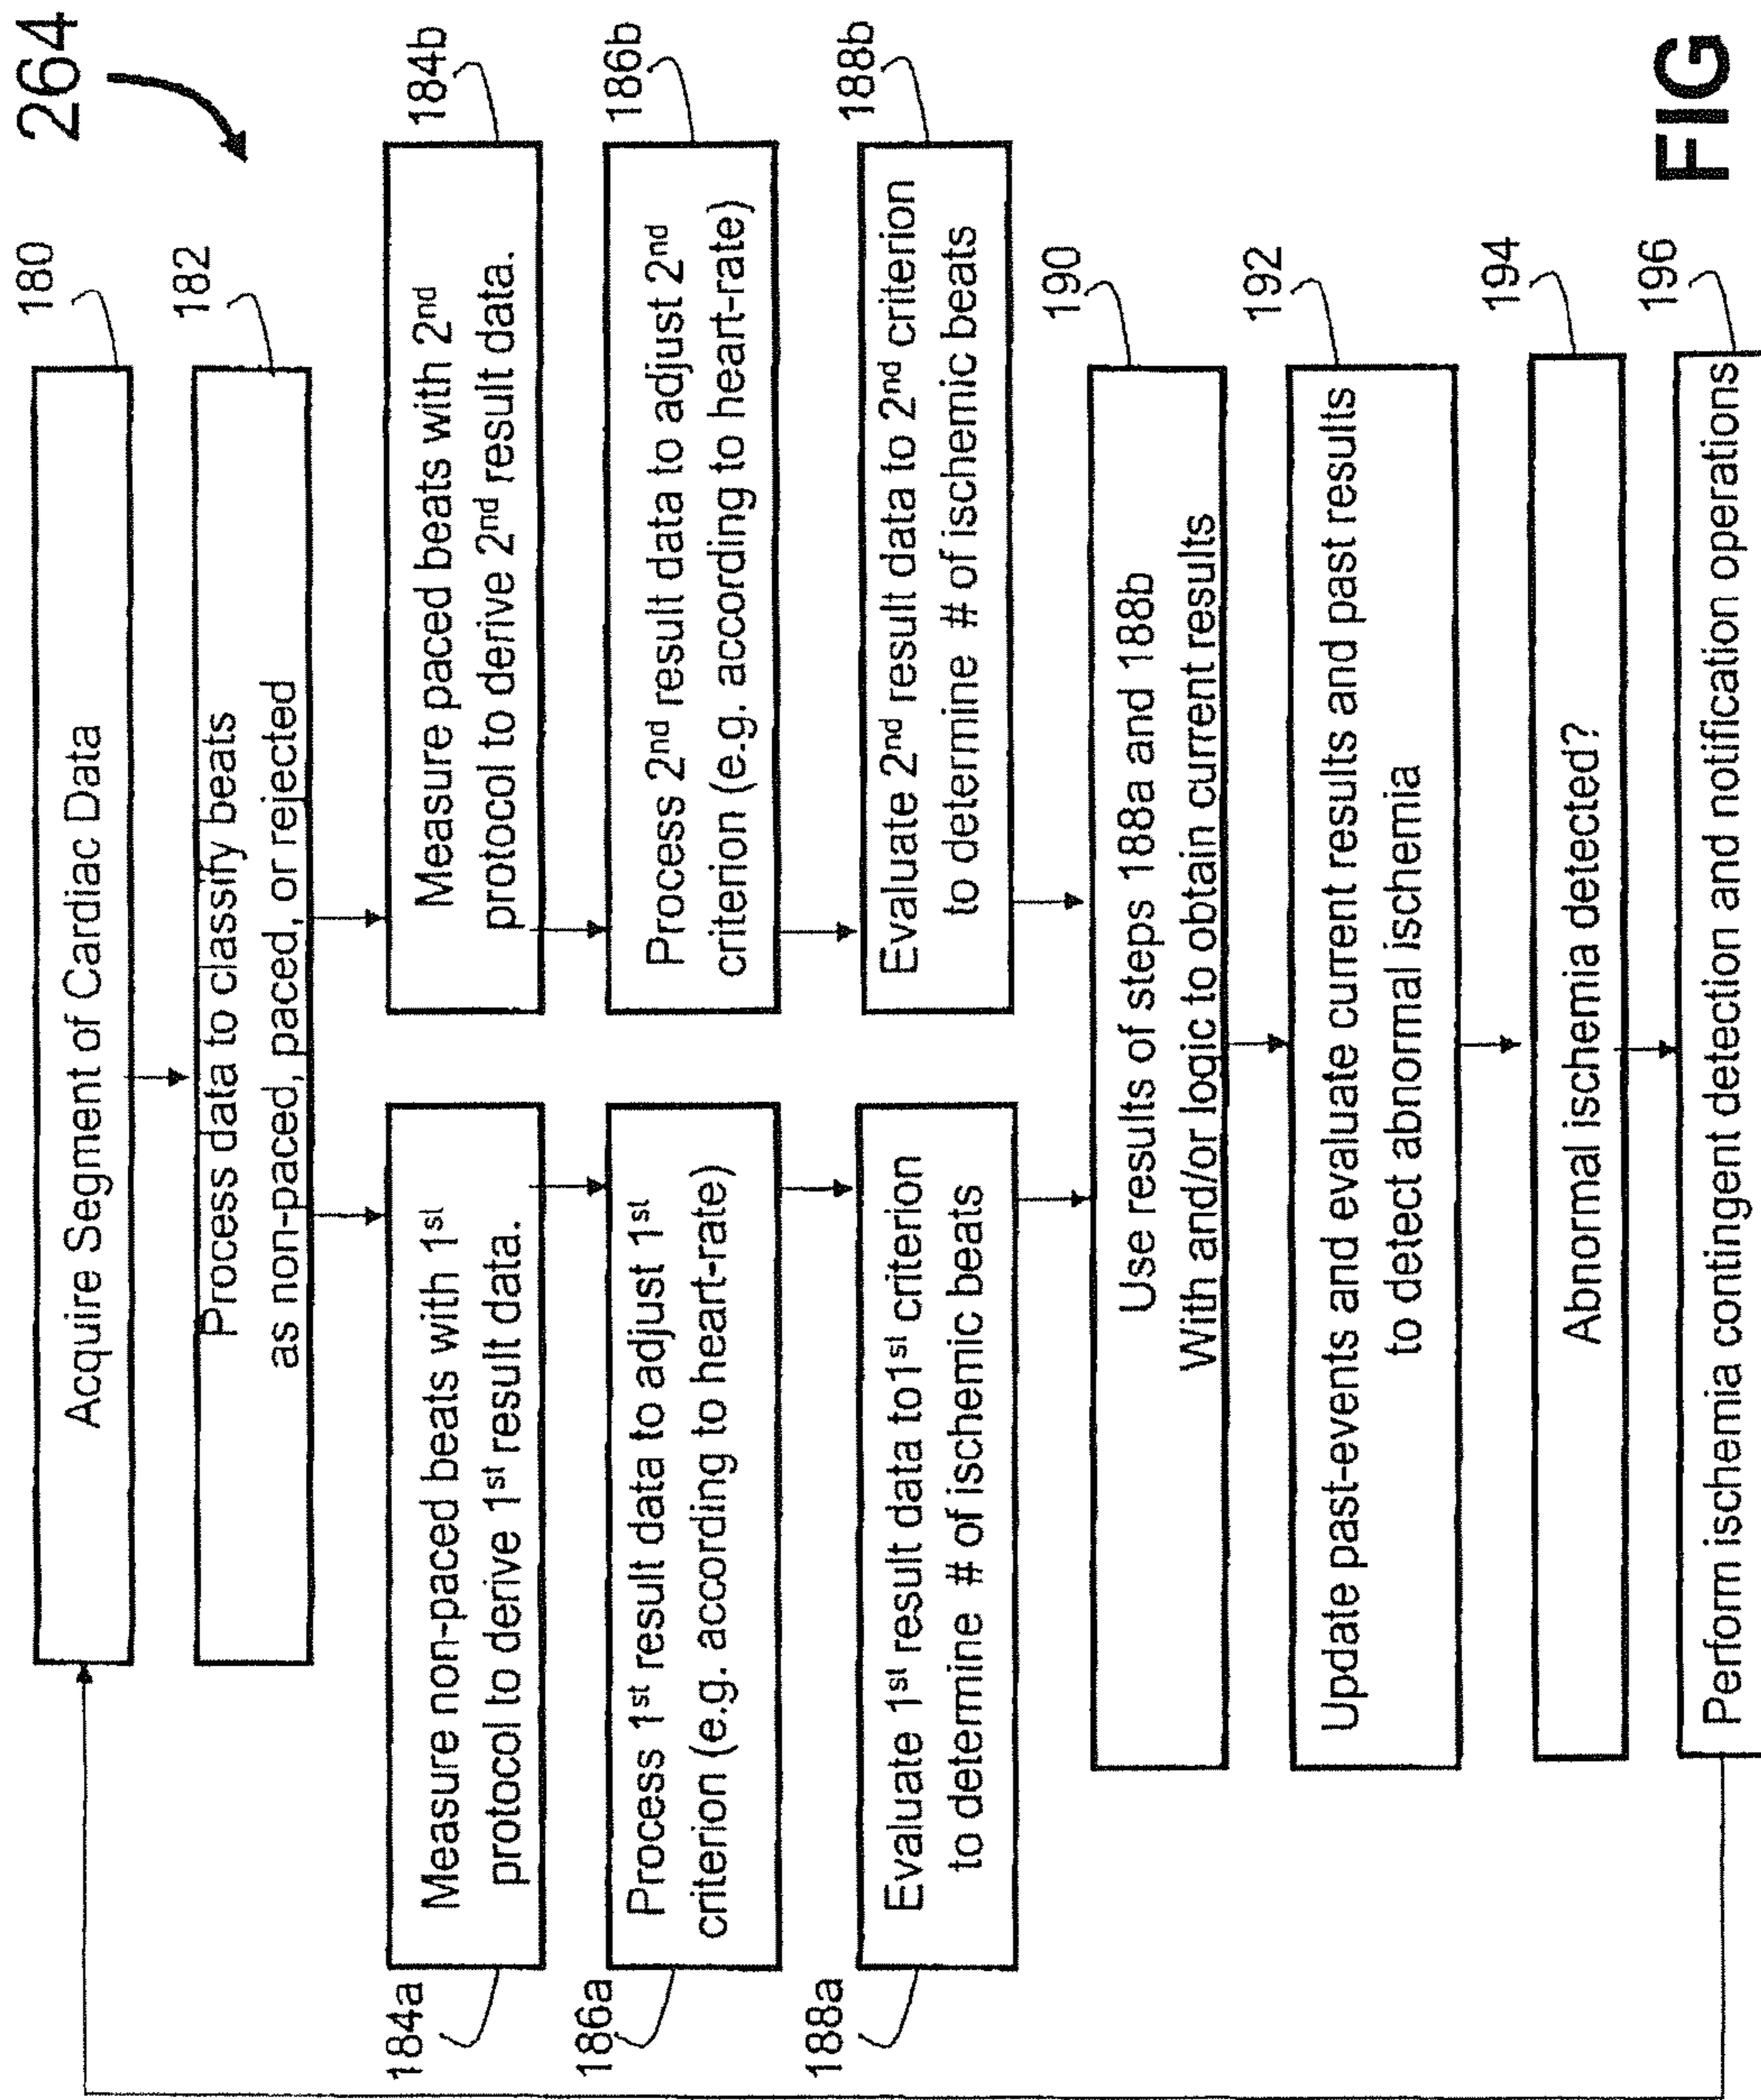 264
180
Acquire Segment of Cardiac Data
182
Process data to classify beats
as non-paced, paced, or rejected
184a
Measure non-paced beats with 1st
protocol to derive 1st result data.
184b
Measure paced beats with 2nd
protocol to derive 2nd result data.
186a
Process 1st result data to adjust 1st
criterion (e.g. according to heart-rate)
186b
Process 2nd result data to adjust 2nd
criterion (e.g. according to heart-rate)
188a
Evaluate 1st result data to1st criterion
to determine # of ischemic beats
188b
Evaluate 2nd result data to 2nd criterion
to determine # of ischemic beats
190
Use results of steps 188a and 188b
With and/or logic to obtain current results
192
Update past-events and evaluate current results and past results
to detect abnormal ischemia
194
Abnormal ischemia detected?
196
Perform ischemia contingent detection and notification operations
FIG